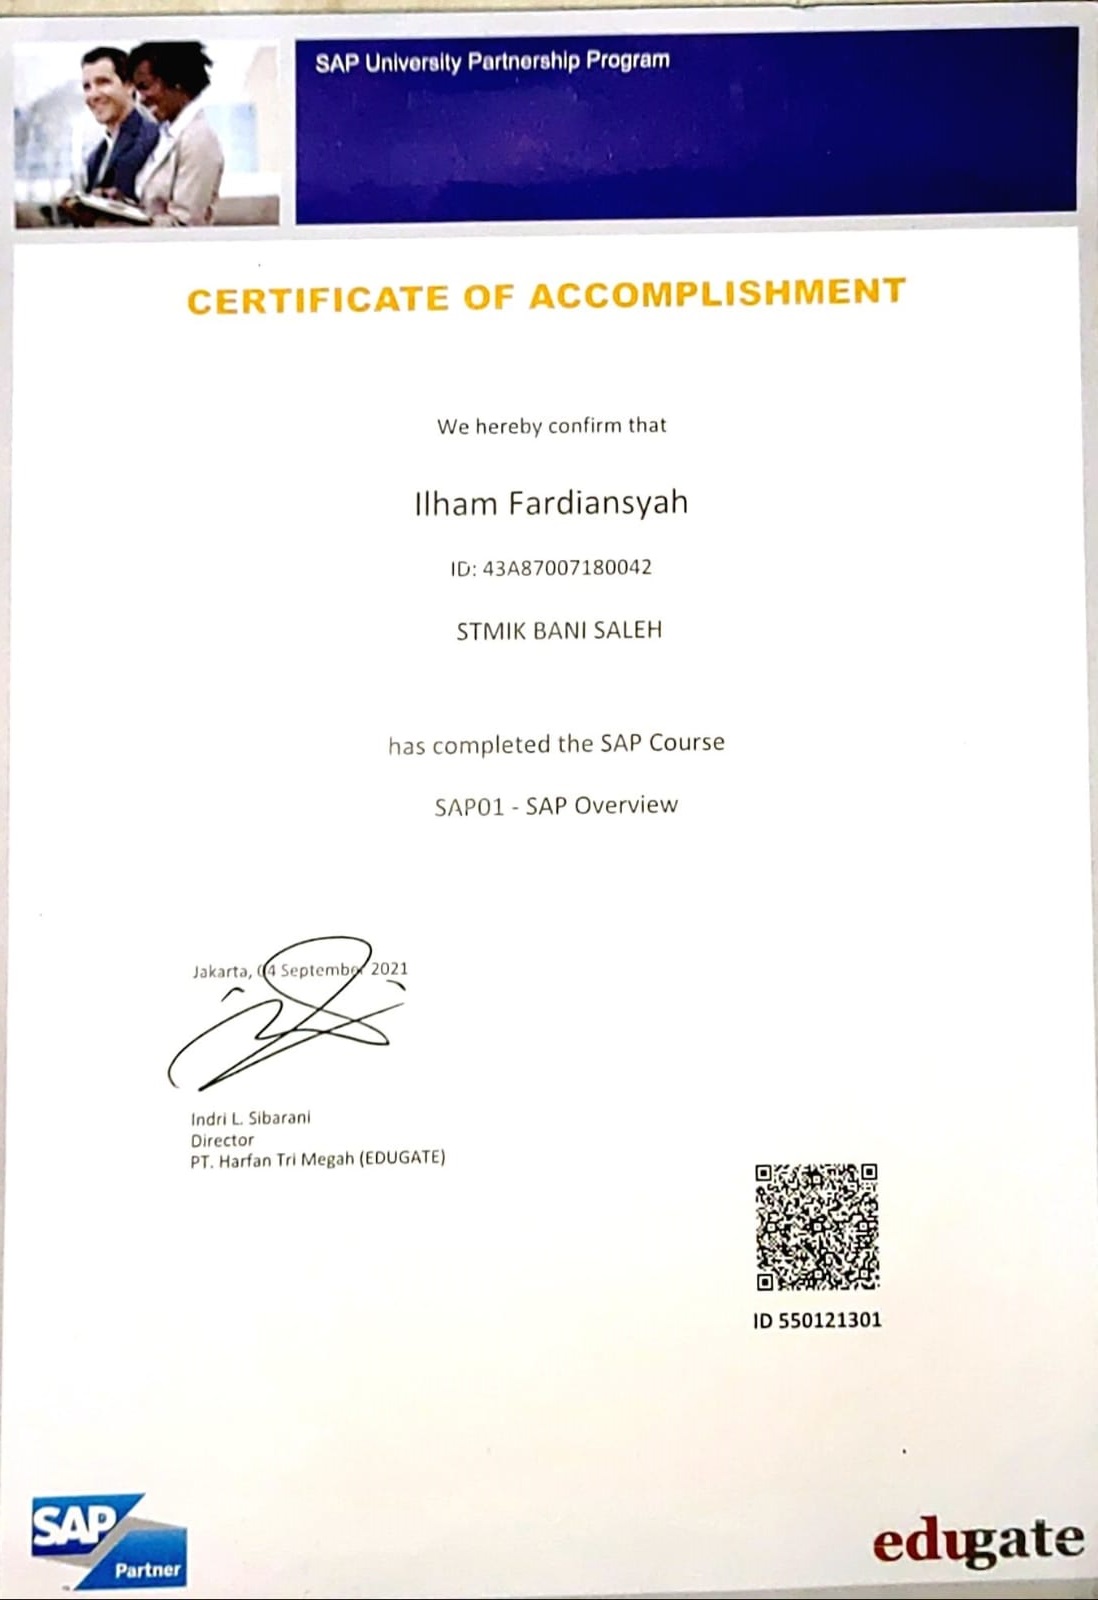 SAP University Partnership Program
CERTIFICATE OF ACCOMPLISHMENT
We hereby confirm that
Ilham Fardiansyah
ID: 43A87007180042
STMIK BANI SALEH
has completed the SAP Course
SAP01 - SAP Overview
Jakarta, 04 September 2021
Indri L. Sibarani
Director
PT. Harfan Tri Megah (EDUGATE)
ID 550121301
SAP
Partner
edugate